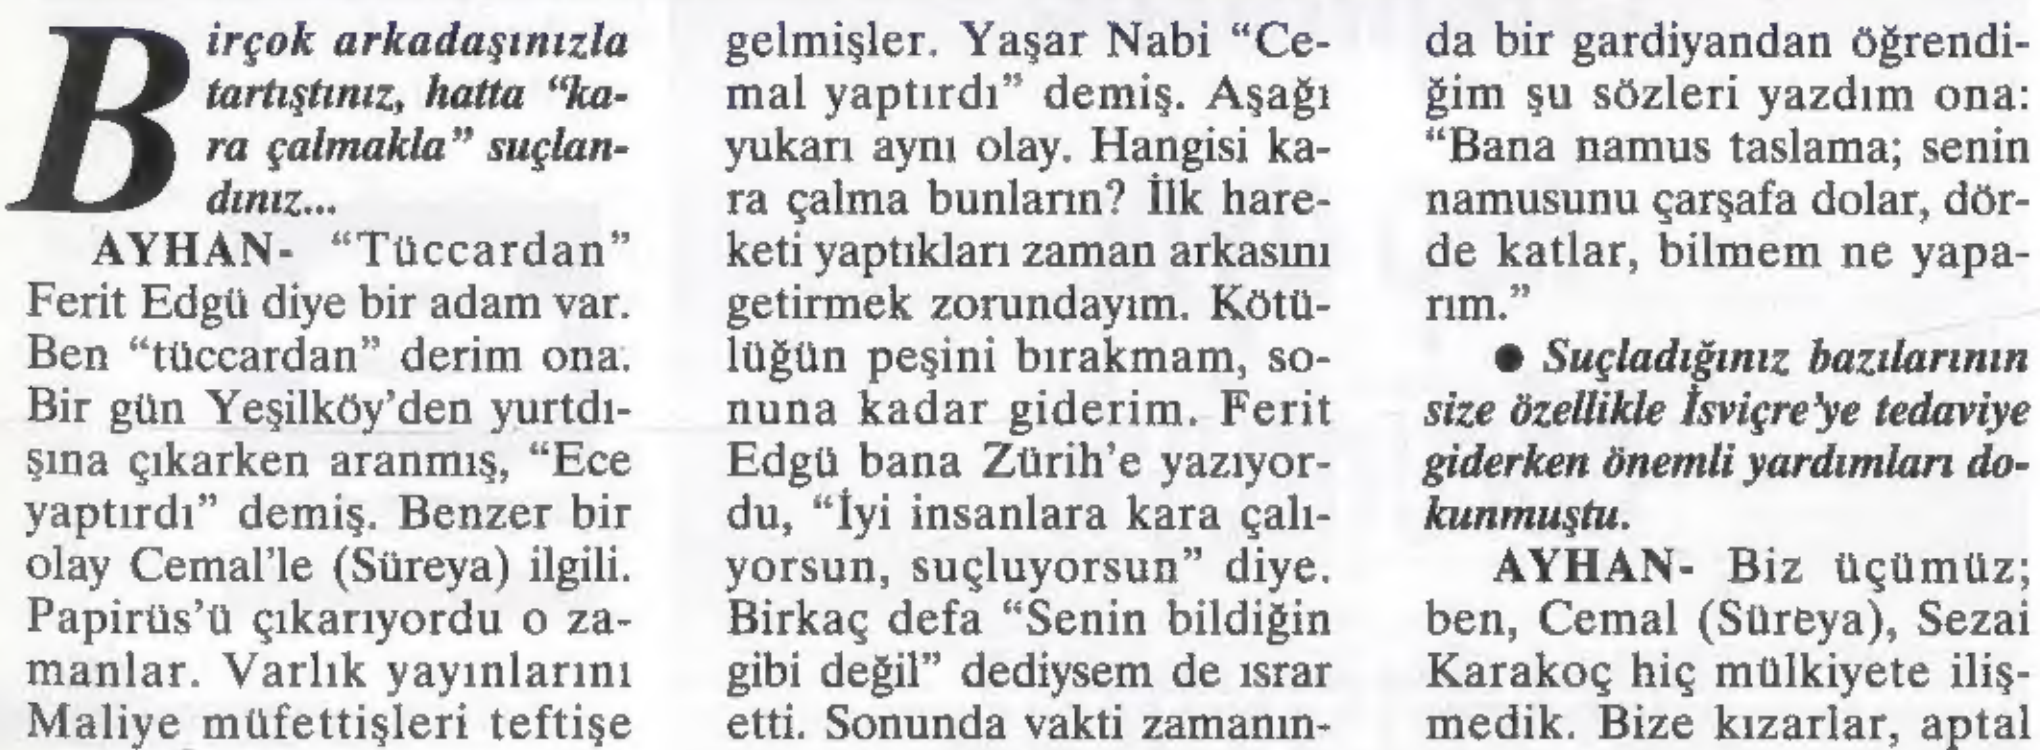 Birçok arkadaşınızla
tartıştınız, hatta “ka-
ra çalmakla” suçlan-
dınız...
AYHAN- “Tüccardan”
Ferit Edgü diye bir adam var.
Ben “tüccardan” derim ona.
Bir gün Yeşilköy’den yurtdı-
şına çıkarken aranmış, “Ece
yaptırdı” demiş. Benzer bir
olay Cemal’le (Süreya) ilgili.
Papirüs’ü çıkarıyordu o za-
manlar. Varlık yayınlarını
Maliye müfettişleri teftişe
gelmişler. Yaşar Nabi “Ce-
mal yaptırdı” demiş. Aşağı
yukarı aynı olay. Hangisi ka-
ra çalma bunların? İlk hare-
keti yaptıkları zaman arkasını
getirmek zorundayım. Kötü-
lüğün peşini bırakmam, so-
nuna kadar giderim. Ferit
Edgü bana Zürih’e yazıyor-
du, “İyi insanlara kara çalı-
yorsun, suçluyorsun” diye.
Birkaç defa “Senin bildiğin
gibi değil” dediysem de ısrar
etti. Sonunda vakti zamanın-
da bir gardiyandan öğrendi-
ğim şu sözleri yazdım ona:
“Bana namus taslama; senin
namusunu çarşafa dolar, dör-
de katlar, bilmem ne yapa-
rım.”
● Suçladığınız bazılarının
size özellikle İsviçre’ye tedaviye
giderken önemli yardımları do-
kunmuştu.
AYHAN- Biz üçümüz;
ben, Cemal (Süreya), Sezai
Karakoç hiç mülkiyete iliş-
medik. Bize kızarlar, aptal